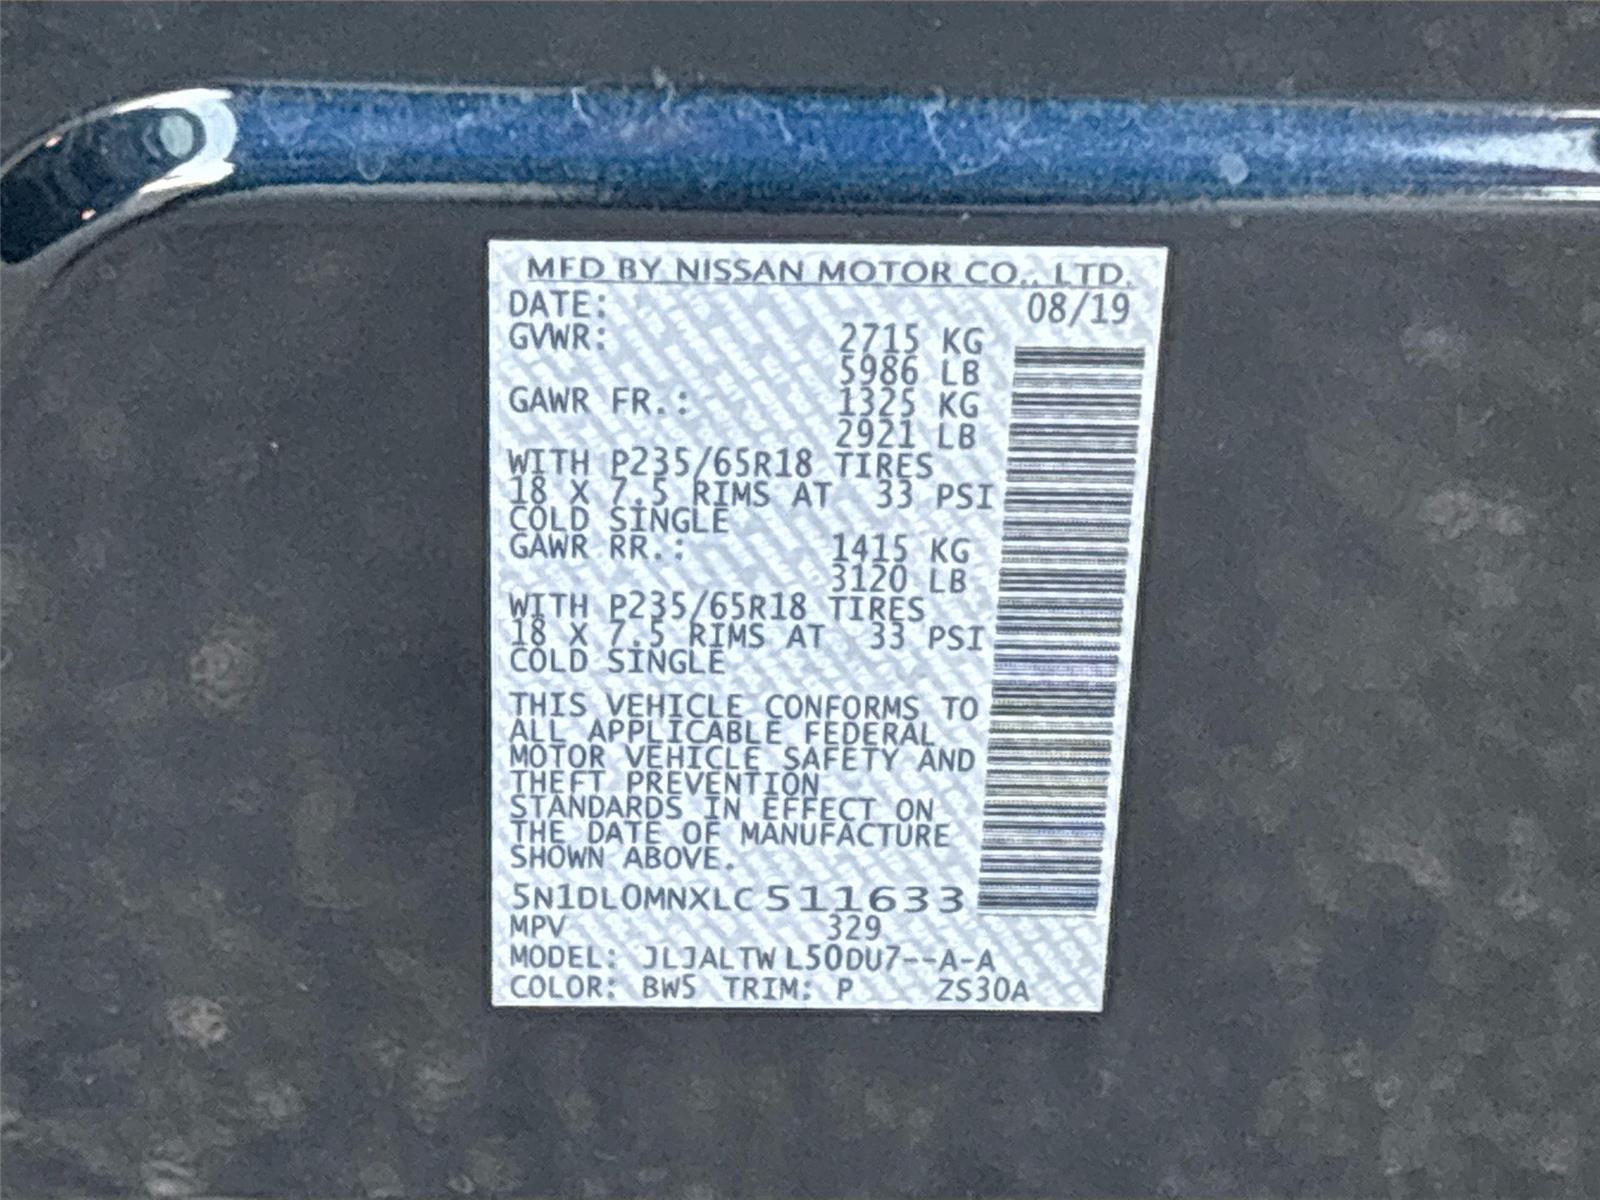 MFD BY NISSAN MOTOR CO., LTD.
DATE: 08/19
GVWR: 2715 KG
5986 LB
GAWR FR.: 1325 KG
2921 LB
WITH P235/65R18 TIRES
18 X 7.5 RIMS AT 33 PSI
COLD SINGLE
GAWR RR.: 1415 KG
3120 LB
WITH P235/65R18 TIRES
18 X 7.5 RIMS AT 33 PSI
COLD SINGLE
THIS VEHICLE CONFORMS TO
ALL APPLICABLE FEDERAL
MOTOR VEHICLE SAFETY AND
THEFT PREVENTION
STANDARDS IN EFFECT ON
THE DATE OF MANUFACTURE
SHOWN ABOVE.
5N1DL0MNXLC511633
MPV 329
MODEL: JLJALTW L50DU7--A-A
COLOR: BW5 TRIM: P ZS30A